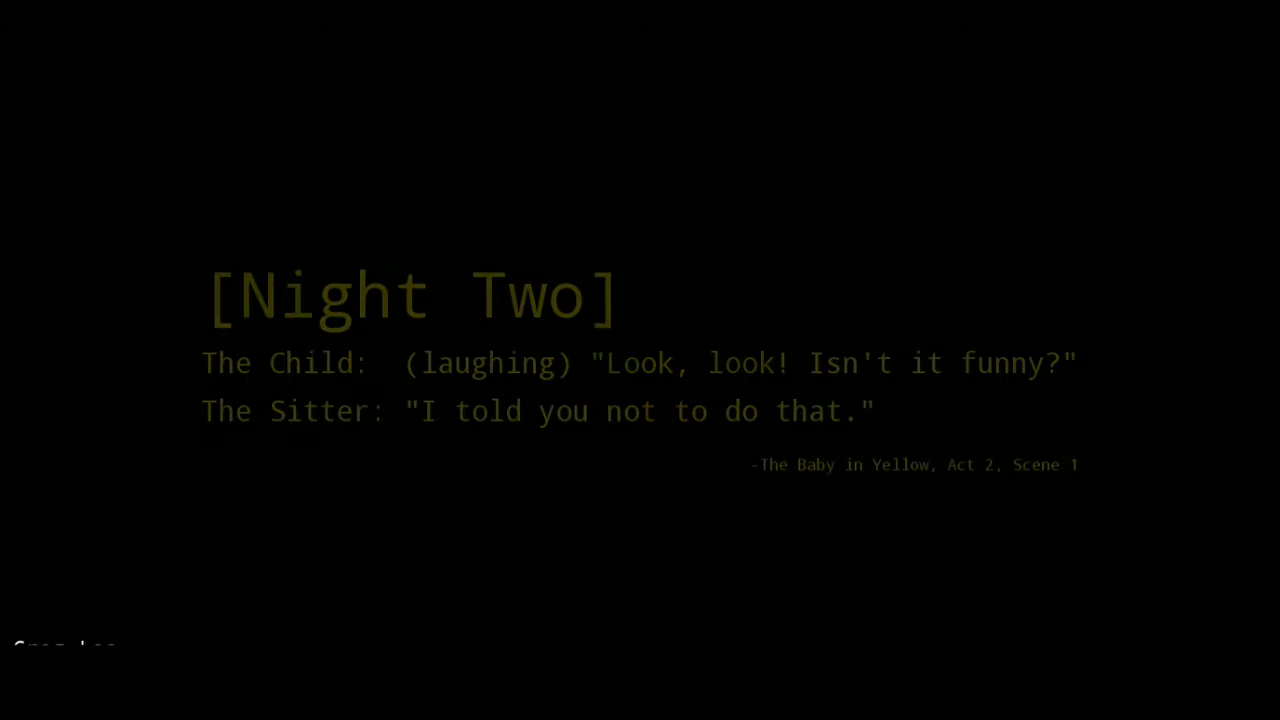 [Night Two]
The Child:  (laughing) "Look, look! Isn't it funny?"
The Sitter: "I told you not to do that."
-The Baby in Yellow, Act 2, Scene 1